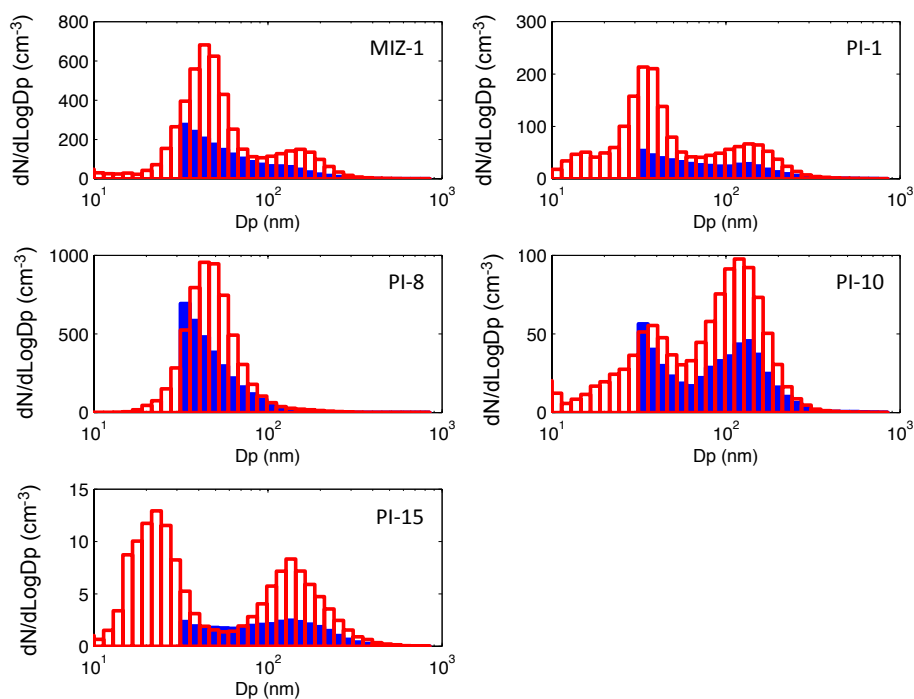 MIZ-1
dN/dLogDp (cm⁻³)
800
600
400
200
0
10¹
10²
10³
Dp (nm)
PI-1
dN/dLogDp (cm⁻³)
300
200
100
0
10¹
10²
10³
Dp (nm)
PI-8
dN/dLogDp (cm⁻³)
1000
500
0
10¹
10²
10³
Dp (nm)
PI-10
dN/dLogDp (cm⁻³)
100
50
0
10¹
10²
10³
Dp (nm)
PI-15
dN/dLogDp (cm⁻³)
15
10
5
0
10¹
10²
10³
Dp (nm)